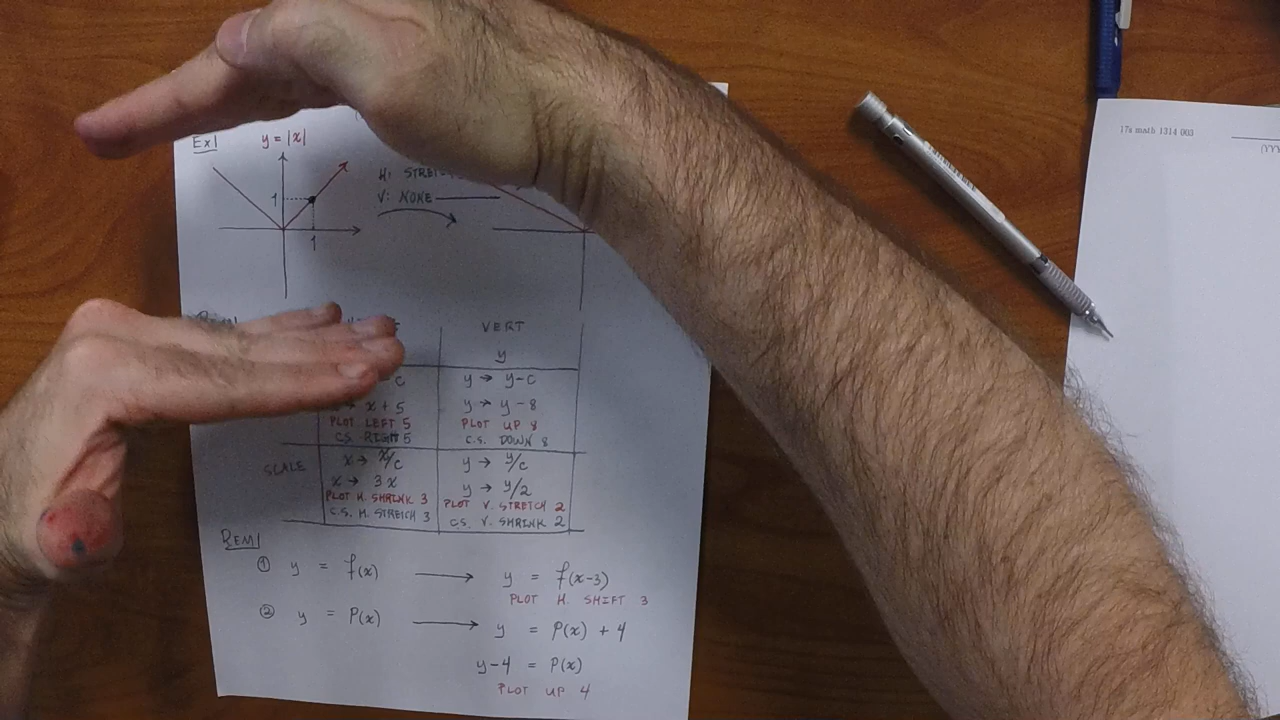 Ex1 y = |x|
V: NONE
1
1
VERT
y
y → y-c
x + 5 y → y - 8
PLOT LEFT 5 PLOT UP 8
C.S. RIGHT 5 C.S. DOWN 8
SCALE x → x/c y → y/c
x → 3x y → y/2
PLOT H. SHRINK 3 PLOT V. STRETCH 2
C.S. H. STRETCH 3 C.S. V. SHRINK 2
REM
① y = f(x) → y = f(x-3)
PLOT H. SHIFT 3
② y = P(x) → y = P(x) + 4
y-4 = P(x)
PLOT UP 4
17a math 1314 003